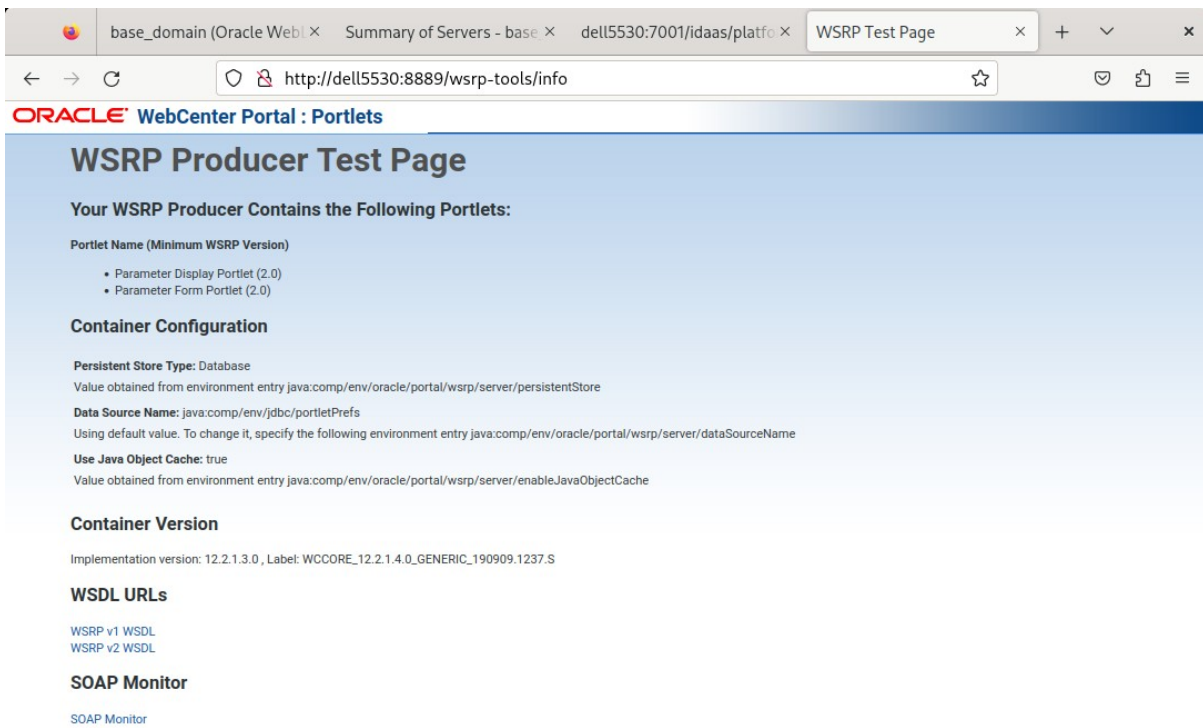 base_domain (Oracle WebL
Summary of Servers - base
dell5530:7001/idaas/platfo
WSRP Test Page
http://dell5530:8889/wsrp-tools/info
ORACLE WebCenter Portal : Portlets
WSRP Producer Test Page
Your WSRP Producer Contains the Following Portlets:
Portlet Name (Minimum WSRP Version)
• Parameter Display Portlet (2.0)
• Parameter Form Portlet (2.0)
Container Configuration
Persistent Store Type: Database
Value obtained from environment entry java:comp/env/oracle/portal/wsrp/server/persistentStore
Data Source Name: java:comp/env/jdbc/portletPrefs
Using default value. To change it, specify the following environment entry java:comp/env/oracle/portal/wsrp/server/dataSourceName
Use Java Object Cache: true
Value obtained from environment entry java:comp/env/oracle/portal/wsrp/server/enableJavaObjectCache
Container Version
Implementation version: 12.2.1.3.0 , Label: WCCORE_12.2.1.4.0_GENERIC_190909.1237.S
WSDL URLs
WSRP v1 WSDL
WSRP v2 WSDL
SOAP Monitor
SOAP Monitor